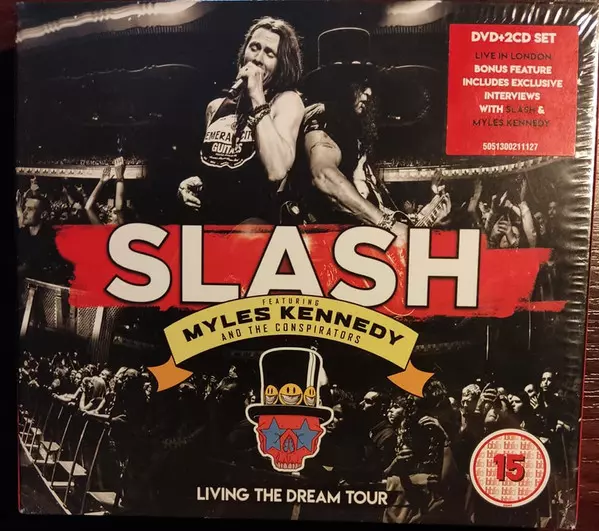 DVD+2CD SET
LIVE IN LONDON
BONUS FEATURE
INCLUDES EXCLUSIVE
INTERVIEWS
WITH SLASH &
MYLES KENNEDY
5051300211127
EMERALD CITY
GUITARS
SLASH
FEATURING
MYLES KENNEDY
AND THE CONSPIRATORS
15
LIVING THE DREAM TOUR